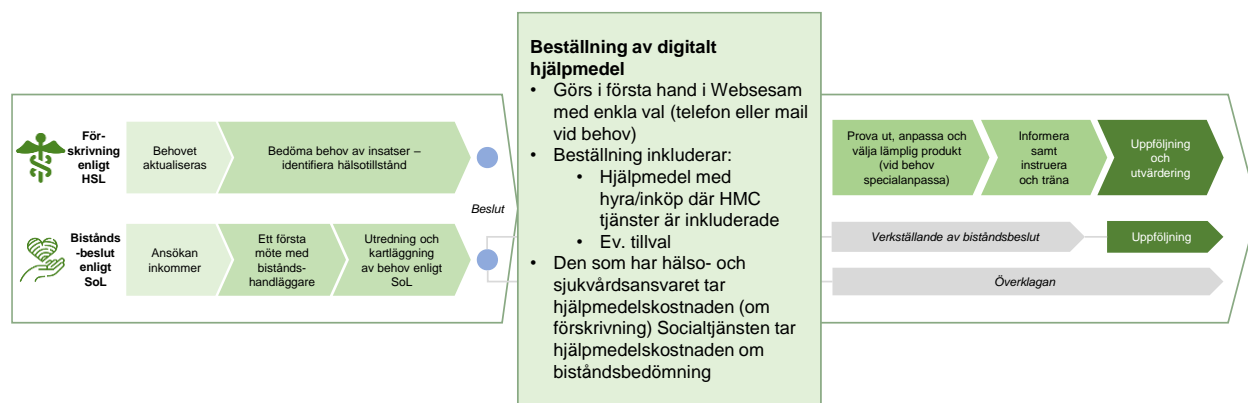 För-
skrivning
enligt
HSL
Behovet
aktualiseras
Bedöma behov av insatser –
identifiera hälsotillstånd
Bistånds
-beslut
enligt
SoL
Ansökan
inkommer
Ett första
möte med
bistånds-
handläggare
Utredning och
kartläggning
av behov enligt
SoL
Beslut
Beställning av digitalt
hjälpmedel
• Görs i första hand i Websesam
med enkla val (telefon eller mail
vid behov)
• Beställning inkluderar:
• Hjälpmedel med
hyra/inköp där HMC
tjänster är inkluderade
• Ev. tillval
• Den som har hälso- och
sjukvårdsansvaret tar
hjälpmedelskostnaden (om
förskrivning) Socialtjänsten tar
hjälpmedelskostnaden om
biståndsbedömning
Prova ut, anpassa och
välja lämplig produkt
(vid behov
specialanpassa)
Informera
samt
instruera
och träna
Uppföljning
och
utvärdering
Verkställande av biståndsbeslut
Uppföljning
Överklagan